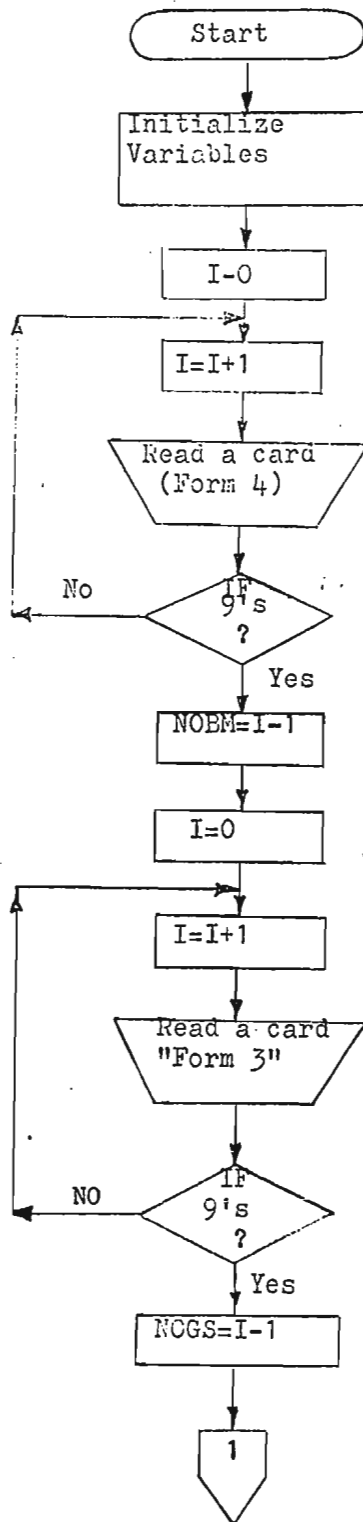 Start
Initialize
Variables
I-0
I=I+1
Read a card
(Form 4)
IF
9's
?
No
Yes
NOBM=I-1
I=0
I=I+1
Read a card
"Form 3"
IF
9's
?
NO
Yes
NOGS=I-1
1